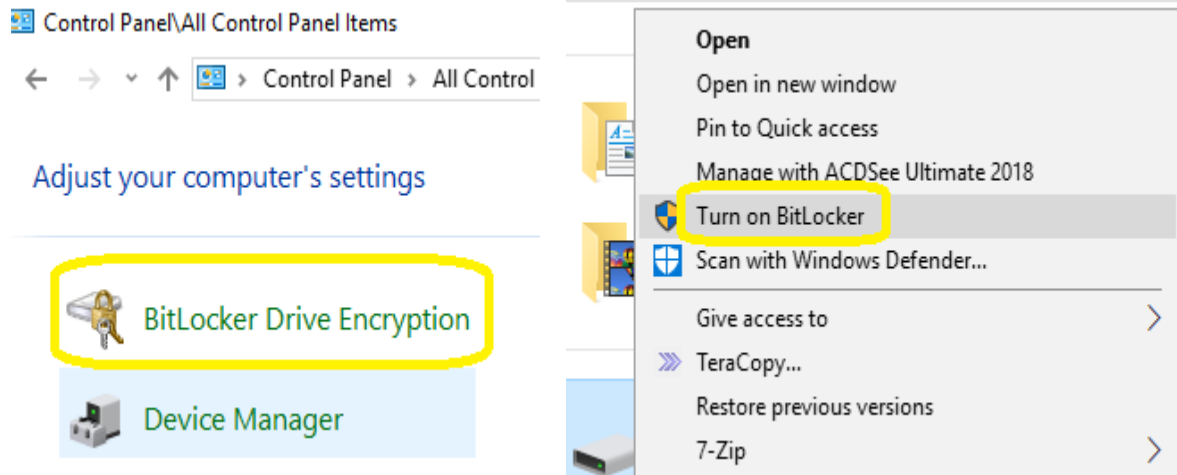 Control Panel\All Control Panel Items
Control Panel > All Control
Adjust your computer's settings
BitLocker Drive Encryption
Device Manager
Open
Open in new window
Pin to Quick access
Manage with ACDSee Ultimate 2018
Turn on BitLocker
Scan with Windows Defender...
Give access to
TeraCopy...
Restore previous versions
7-Zip